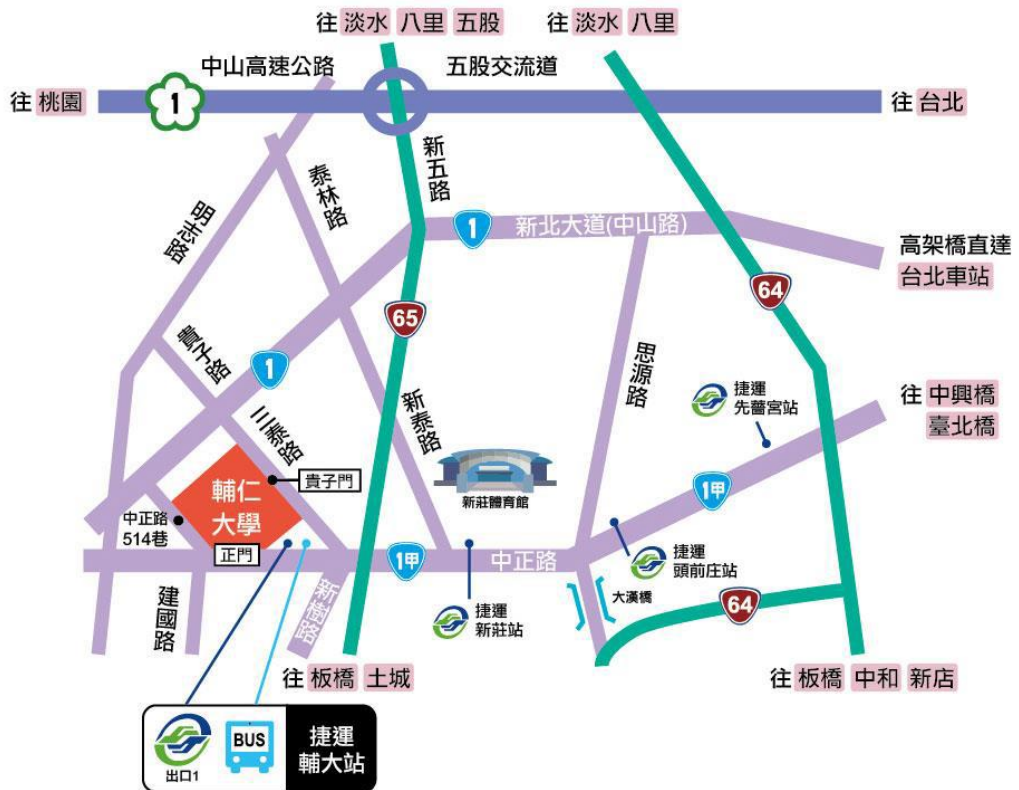 往 淡水 八里 五股
往 淡水 八里
中山高速公路
五股交流道
往 桃園
1
往 台北
新五路
泰林路
明志路
1
新北大道(中山路)
高架橋直達
台北車站
64
65
貴子路
1
思源路
捷運
先嗇宮站
往 中興橋
臺北橋
新泰路
三泰路
貴子門
輔仁
大學
新莊體育館
1甲
中正路
514巷
正門
1甲
中正路
捷運
頭前庄站
建國路
新樹路
捷運
新莊站
大漢橋
64
往 板橋 土城
往 板橋 中和 新店
BUS
捷運
輔大站
出口1